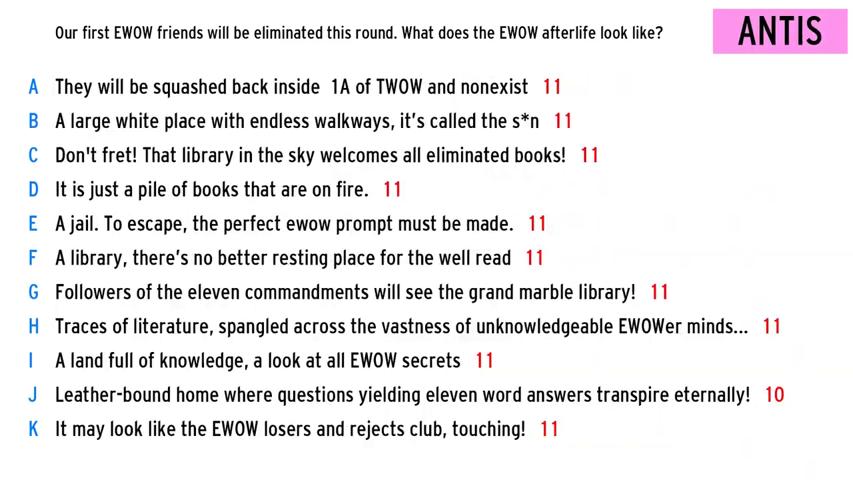 Our first EWOW friends will be eliminated this round. What does the EWOW afterlife look like?
ANTIS
A They will be squashed back inside 1A of TWOW and nonexist 11
B A large white place with endless walkways, it's called the s*n 11
C Don't fret! That library in the sky welcomes all eliminated books! 11
D It is just a pile of books that are on fire. 11
E A jail. To escape, the perfect ewow prompt must be made. 11
F A library, there's no better resting place for the well read 11
G Followers of the eleven commandments will see the grand marble library! 11
H Traces of literature, spangled across the vastness of unknowledgeable EWOWer minds... 11
I A land full of knowledge, a look at all EWOW secrets 11
J Leather-bound home where questions yielding eleven word answers transpire eternally! 10
K It may look like the EWOW losers and rejects club, touching! 11